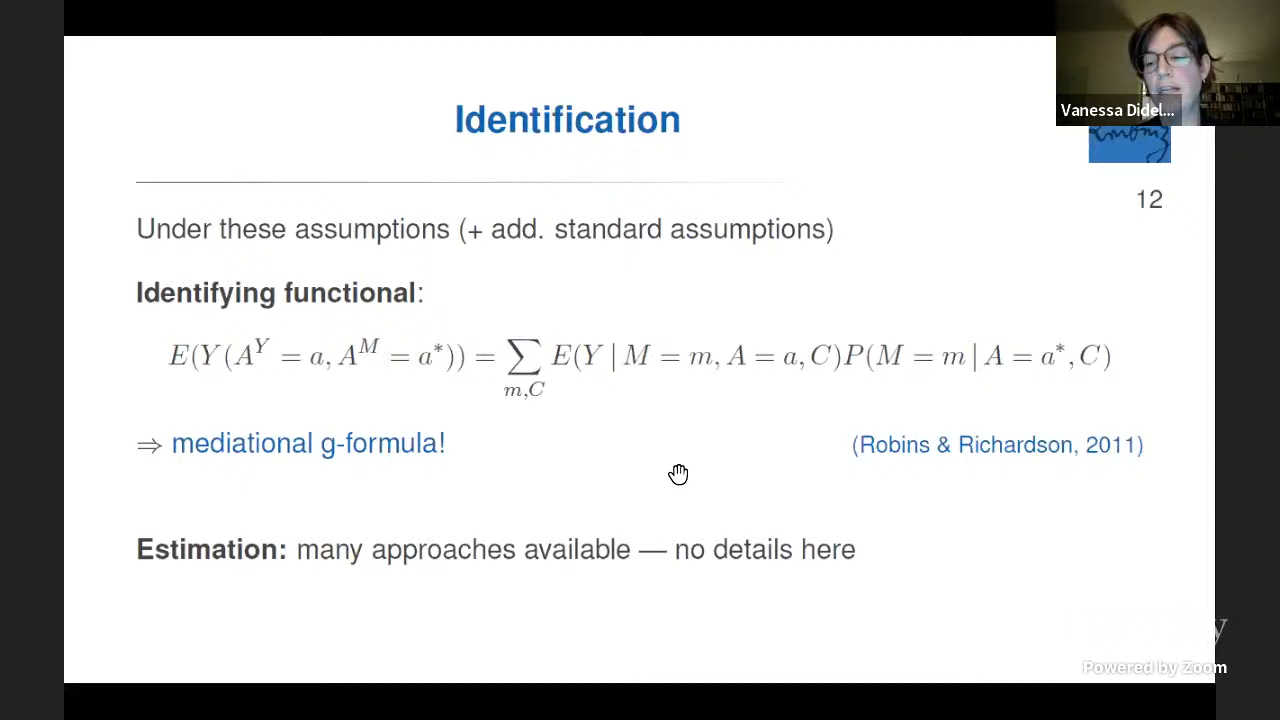 Vanessa Didel...
Identification
12
Under these assumptions (+ add. standard assumptions)
Identifying functional:
E(Y(A^Y = a, A^M = a*)) = ∑_{m,C} E(Y | M = m, A = a, C)P(M = m | A = a*, C)
⇒ mediational g-formula! (Robins & Richardson, 2011)
Estimation: many approaches available — no details here
y
Powered by Zoom